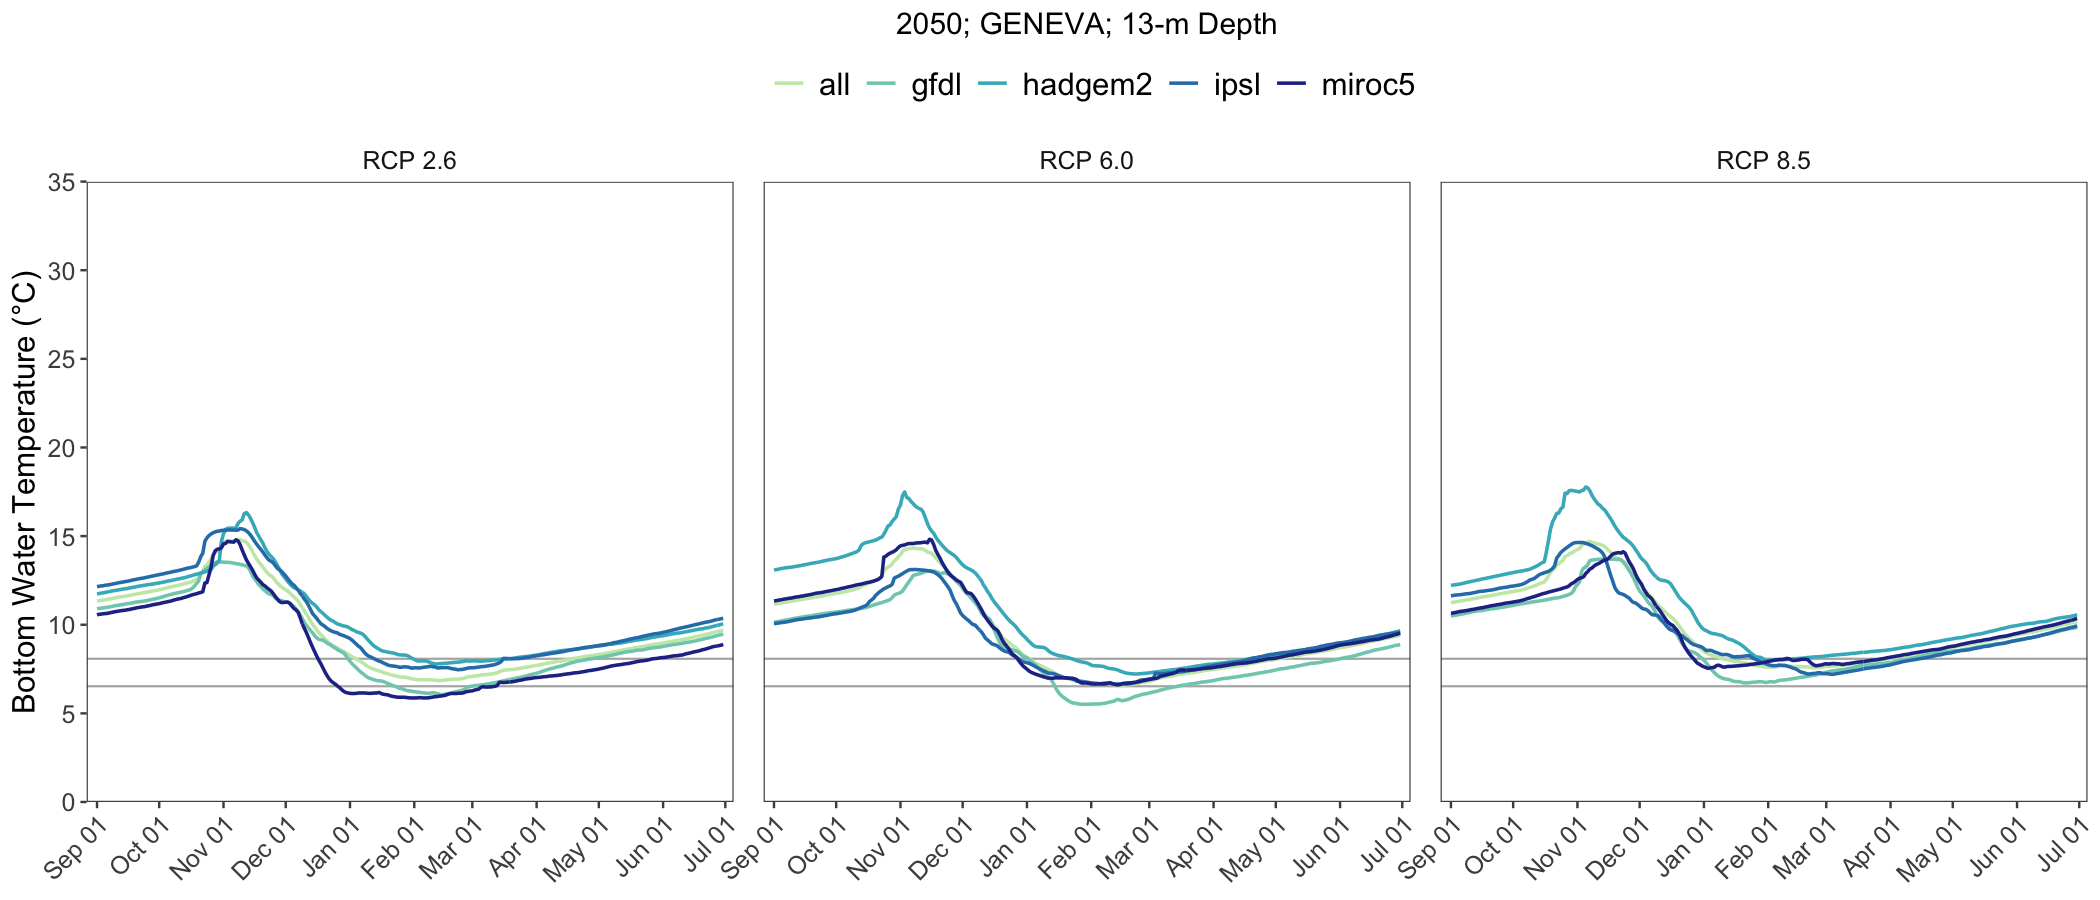 2050; GENEVA; 13-m Depth
all gfdl hadgem2 ipsl miroc5
RCP 2.6 RCP 6.0 RCP 8.5
Bottom Water Temperature (°C)
35
30
25
20
15
10
5
0
Sep 01 Oct 01 Nov 01 Dec 01 Jan 01 Feb 01 Mar 01 Apr 01 May 01 Jun 01 Jul 01 Sep 01 Oct 01 Nov 01 Dec 01 Jan 01 Feb 01 Mar 01 Apr 01 May 01 Jun 01 Jul 01 Sep 01 Oct 01 Nov 01 Dec 01 Jan 01 Feb 01 Mar 01 Apr 01 May 01 Jun 01 Jul 01